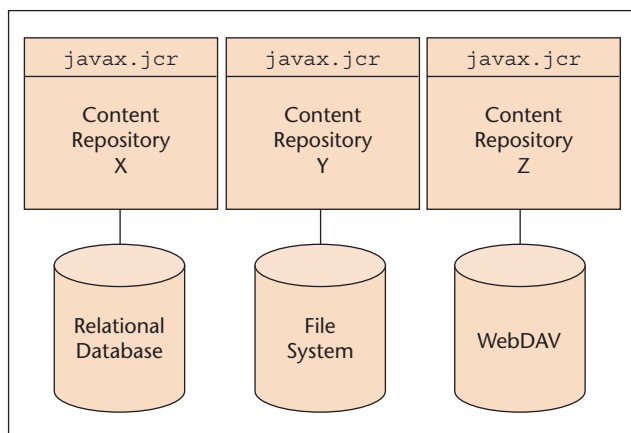 javax.jcr
Content
Repository
X
javax.jcr
Content
Repository
Y
javax.jcr
Content
Repository
Z
Relational
Database
File
System
WebDAV